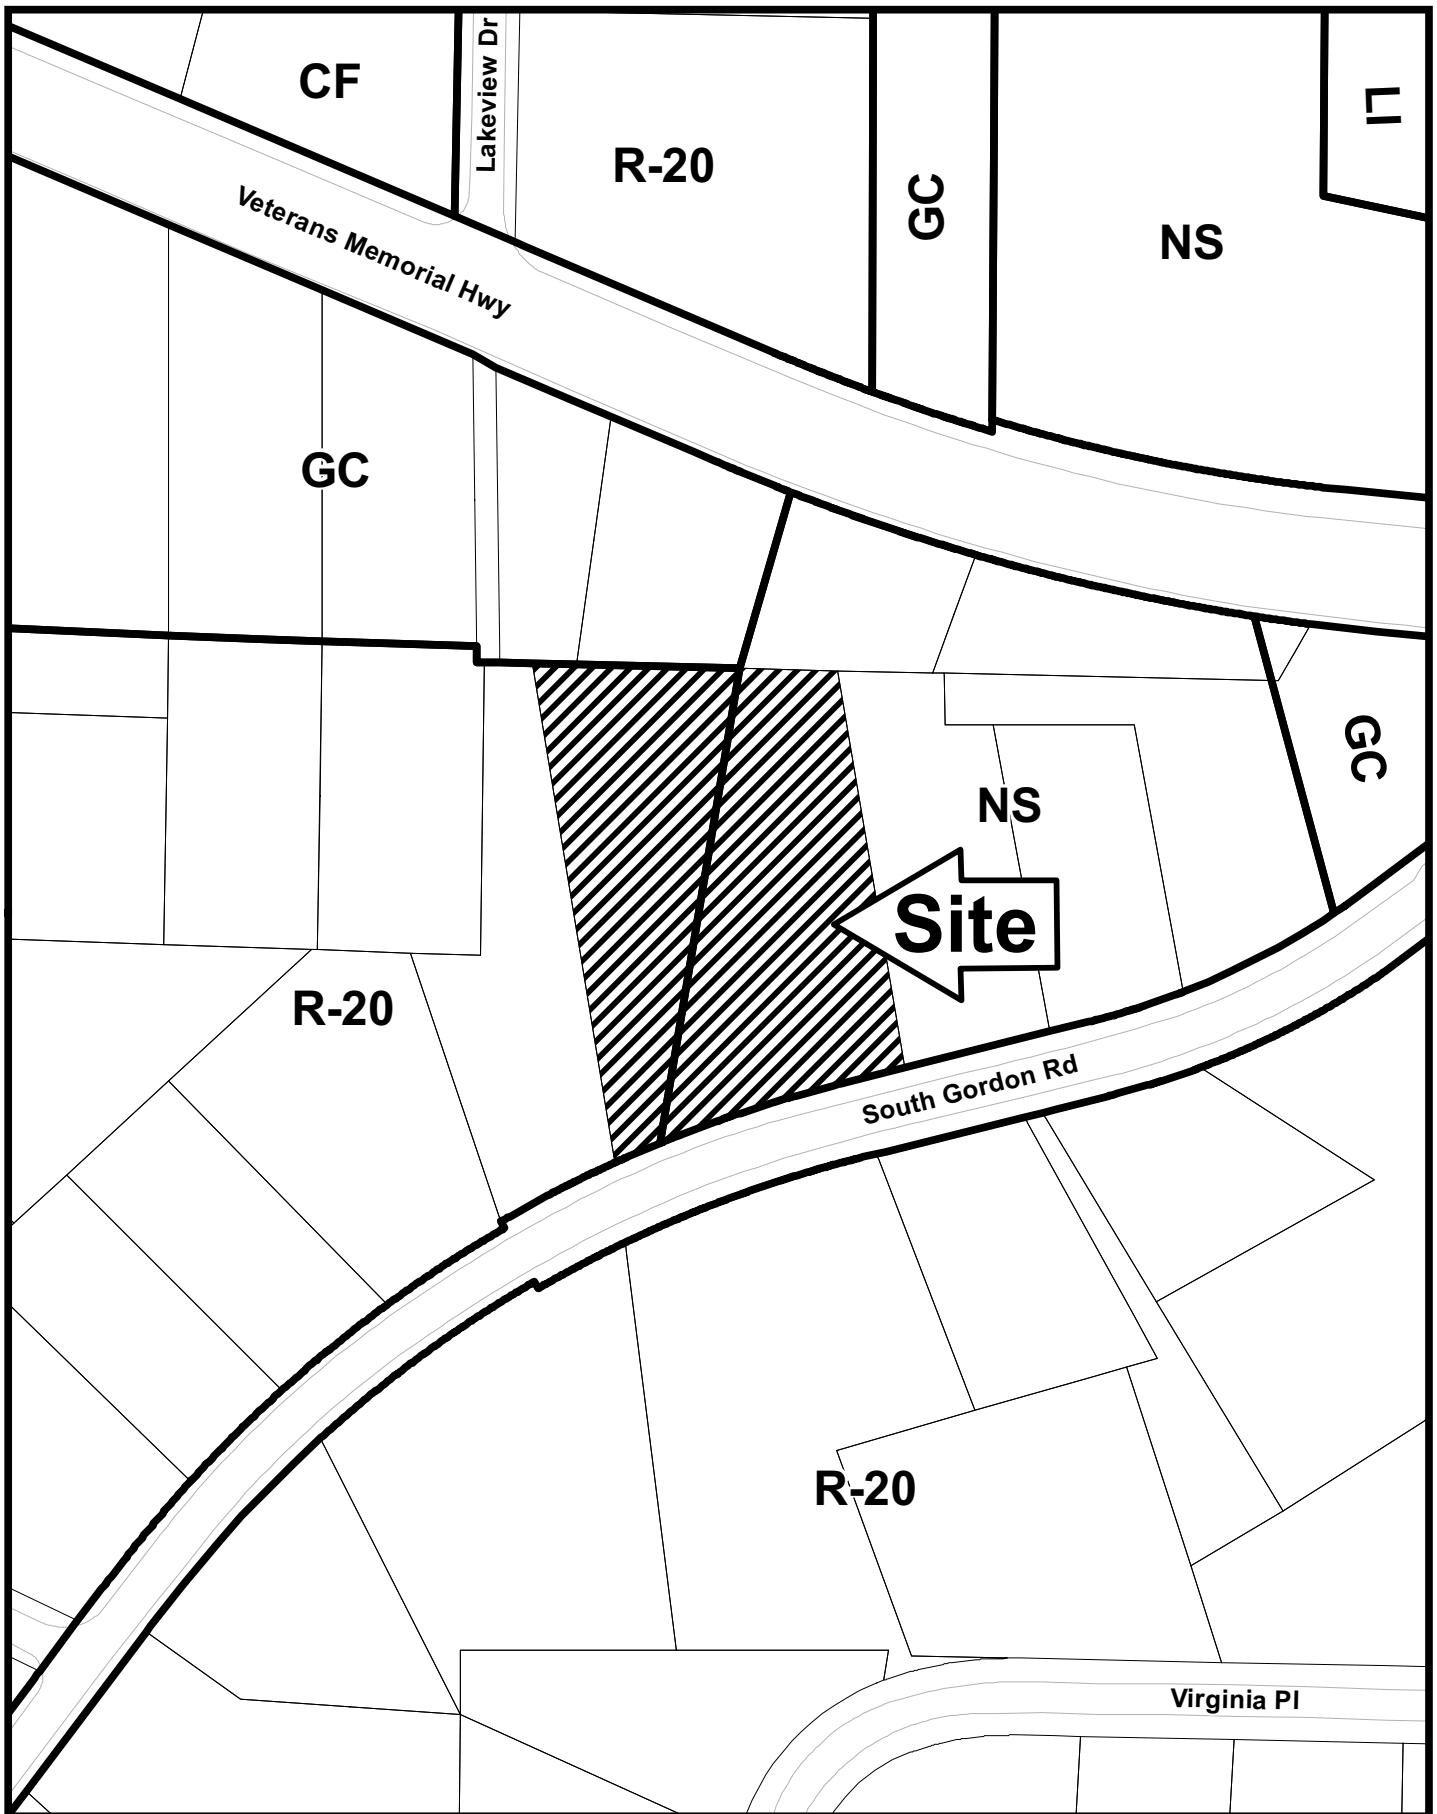 CF
Lakeview Dr
R-20
GC
NS
LI
Veterans Memorial Hwy
GC
GC
NS
Site
R-20
South Gordon Rd
R-20
Virginia Pl